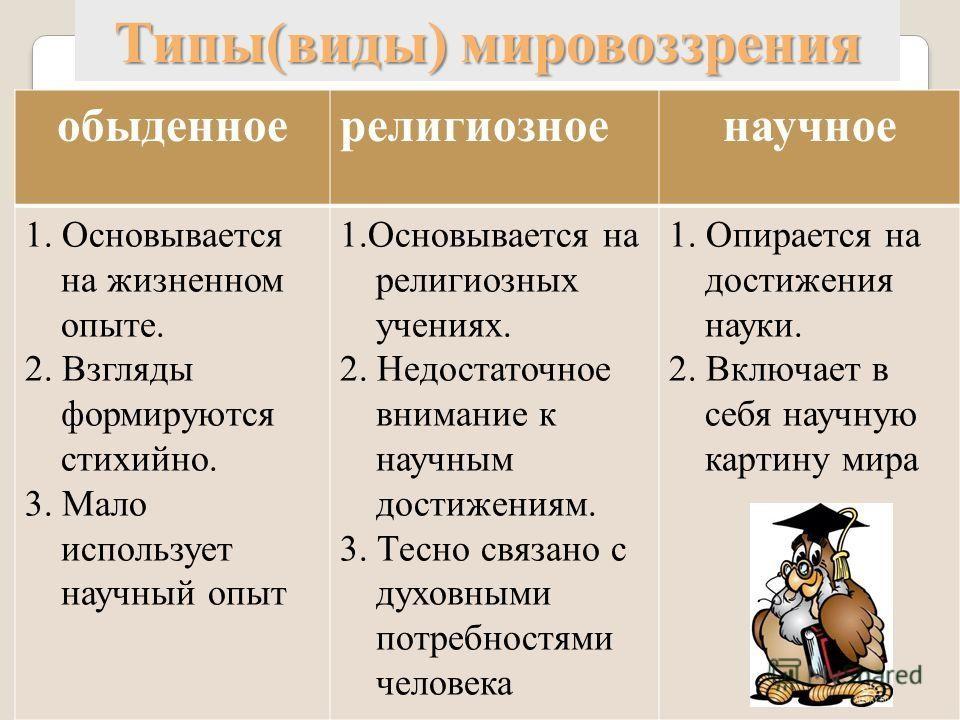 Типы(виды) мировоззрения
обыденное
религиозное
научное
1. Основывается
на жизненном
опыте.
2. Взгляды
формируются
стихийно.
3. Мало
использует
научный опыт
1.Основывается на
религиозных
учениях.
2. Недостаточное
внимание к
научным
достижениям.
3. Тесно связано с
духовными
потребностями
человека
1. Опирается на
достижения
науки.
2. Включает в
себя научную
картину мира
MyShared